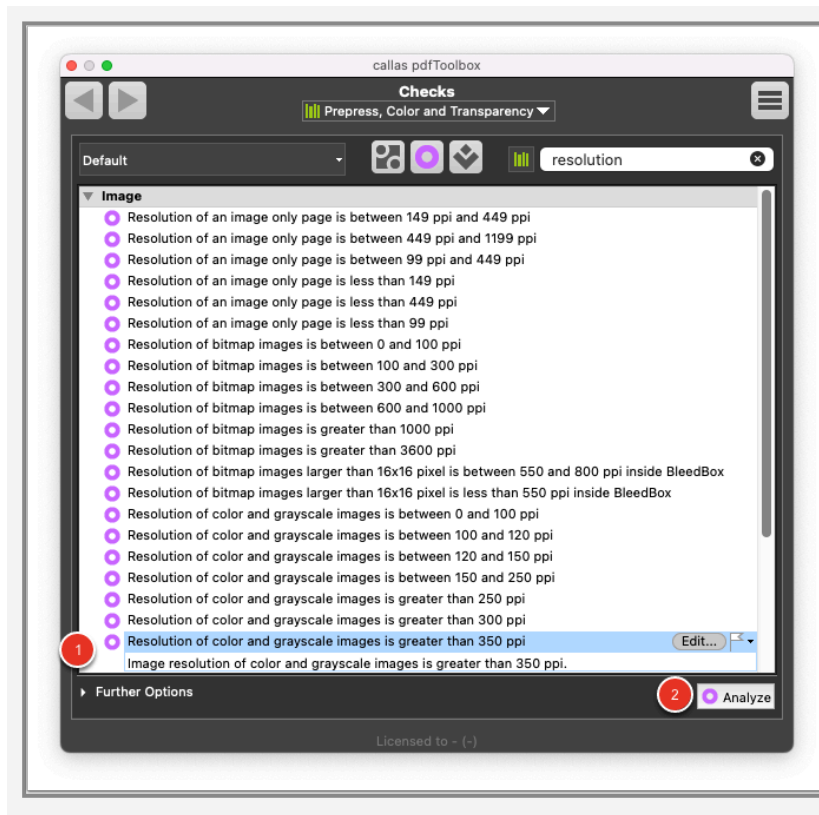 callas pdfToolbox
Checks
Prepress, Color and Transparency
Default
resolution
Image
Resolution of an image only page is between 149 ppi and 449 ppi
Resolution of an image only page is between 449 ppi and 1199 ppi
Resolution of an image only page is between 99 ppi and 449 ppi
Resolution of an image only page is less than 149 ppi
Resolution of an image only page is less than 449 ppi
Resolution of an image only page is less than 99 ppi
Resolution of bitmap images is between 0 and 100 ppi
Resolution of bitmap images is between 100 and 300 ppi
Resolution of bitmap images is between 300 and 600 ppi
Resolution of bitmap images is between 600 and 1000 ppi
Resolution of bitmap images is greater than 1000 ppi
Resolution of bitmap images is greater than 3600 ppi
Resolution of bitmap images larger than 16x16 pixel is between 550 and 800 ppi inside BleedBox
Resolution of bitmap images larger than 16x16 pixel is less than 550 ppi inside BleedBox
Resolution of color and grayscale images is between 0 and 100 ppi
Resolution of color and grayscale images is between 100 and 120 ppi
Resolution of color and grayscale images is between 120 and 150 ppi
Resolution of color and grayscale images is between 150 and 250 ppi
Resolution of color and grayscale images is greater than 250 ppi
Resolution of color and grayscale images is greater than 300 ppi
1 Resolution of color and grayscale images is greater than 350 ppi Edit...
Image resolution of color and grayscale images is greater than 350 ppi.
Further Options
2 Analyze
Licensed to - (-)